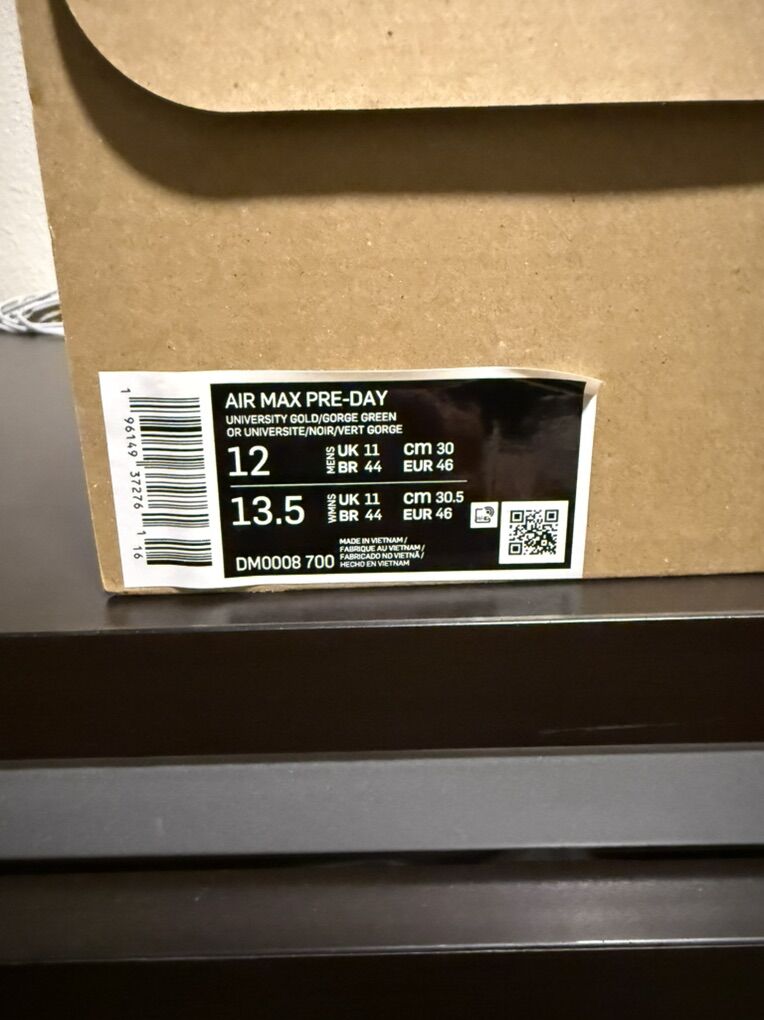 1 96149 37276 1 16
AIR MAX PRE-DAY
UNIVERSITY GOLD/GORGE GREEN
OR UNIVERSITE/NOIR/VERT GORGE
12 MENS UK 11 cm 30
BR 44 EUR 46
13.5 WMNS UK 11 cm 30.5
BR 44 EUR 46
MADE IN VIETNAM /
FABRIQUE AU VIETNAM /
FABRICADO NO VIETNÃ /
HECHO EN VIETNAM
DM0008 700